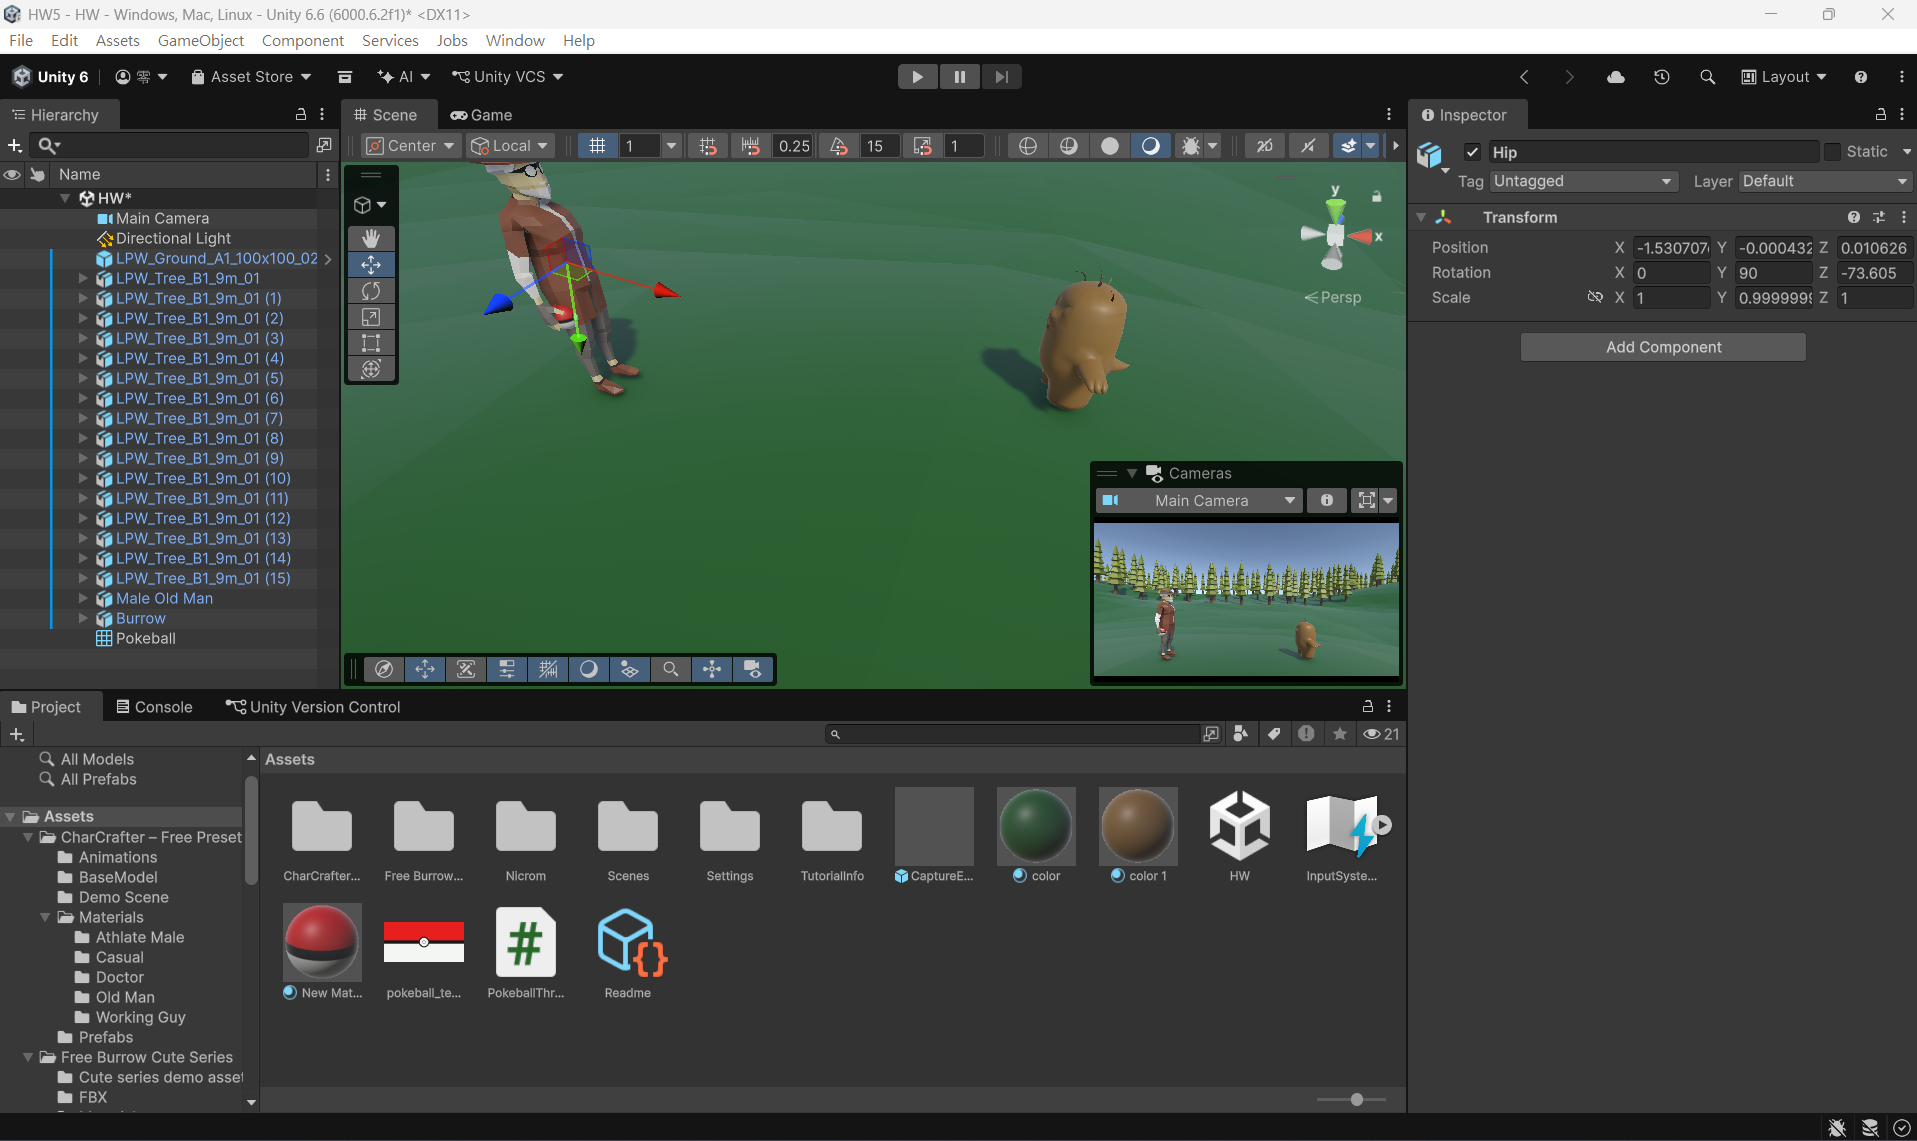 HW5 - HW - Windows, Mac, Linux - Unity 6.6 (6000.6.2f1)* <DX11>
File Edit Assets GameObject Component Services Jobs Window Help
Unity 6 零 Asset Store AI Unity VCS Layout
Hierarchy
Scene Game
Inspector
Center Local 1 0.25 15 1 2D
Name
HW*
Main Camera
Directional Light
LPW_Ground_A1_100x100_02
LPW_Tree_B1_9m_01
LPW_Tree_B1_9m_01 (1)
LPW_Tree_B1_9m_01 (2)
LPW_Tree_B1_9m_01 (3)
LPW_Tree_B1_9m_01 (4)
LPW_Tree_B1_9m_01 (5)
LPW_Tree_B1_9m_01 (6)
LPW_Tree_B1_9m_01 (7)
LPW_Tree_B1_9m_01 (8)
LPW_Tree_B1_9m_01 (9)
LPW_Tree_B1_9m_01 (10)
LPW_Tree_B1_9m_01 (11)
LPW_Tree_B1_9m_01 (12)
LPW_Tree_B1_9m_01 (13)
LPW_Tree_B1_9m_01 (14)
LPW_Tree_B1_9m_01 (15)
Male Old Man
Burrow
Pokeball
y
x
Persp
Cameras
Main Camera
Hip Static
Tag Untagged Layer Default
Transform
Position X -1.530707 Y -0.000432 Z 0.010626
Rotation X 0 Y 90 Z -73.605
Scale X 1 Y 0.9999999 Z 1
Add Component
Project Console Unity Version Control
21
All Models
All Prefabs
Assets
CharCrafter – Free Preset
Animations
BaseModel
Demo Scene
Materials
Athlate Male
Casual
Doctor
Old Man
Working Guy
Prefabs
Free Burrow Cute Series
Cute series demo asset
FBX
Assets
CharCrafter... Free Burrow... Nicrom Scenes Settings TutorialInfo CaptureE... color color 1 HW InputSyste...
New Mat... pokeball_te... PokeballThr... Readme